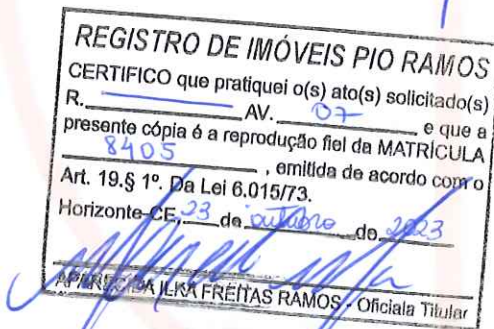 REGISTRO DE IMÓVEIS PIO RAMOS
CERTIFICO que pratiquei o(s) ato(s) solicitado(s)
R. AV. 07 e que a
presente cópia é a reprodução fiel da MATRÍCULA
8405, emitida de acordo com o
Art. 19.§ 1º. Da Lei 6.015/73.
Horizonte-CE, 23 de outubro de 2023
APARECIDA ILKA FREITAS RAMOS - Oficiala Titular